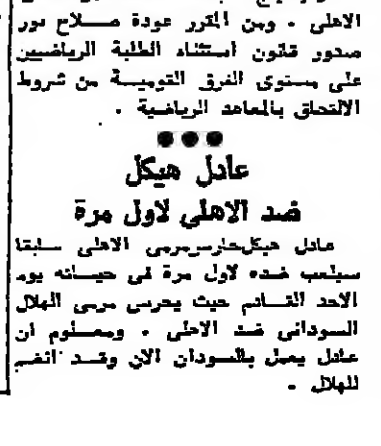 الاهلى . ومن المقرر عودة صلاح نور
صدور قانون استثناء الطلبة الرياضيين
على مستوى الفرق القومية من شروط
الالتحاق بالمعاهد الرياضية .
●●●
عادل هيكل
ضد الاهلي لاول مرة
عادل هيكل حارس مرمى الاهلى سابقا
سيلعب ضده لاول مرة فى حياته يوم
الاحد القادم حيث يحرس مرمى الهلال
السودانى ضد الاهلى . ومعلوم ان
عادل يعمل بالسودان الان وقد انضم
للهلال .